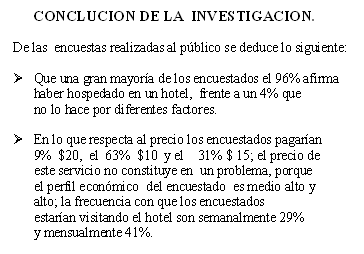 CONCLUCION DE LA INVESTIGACION.
De las encuestas realizadas al público se deduce lo siguiente:
➢ Que una gran mayoría de los encuestados el 96% afirma
haber hospedado en un hotel, frente a un 4% que
no lo hace por diferentes factores.
➢ En lo que respecta al precio los encuestados pagarían
9% $20, el 63% $10 y el 31% $ 15; el precio de
este servicio no constituye en un problema, porque
el perfil económico del encuestado es medio alto y
alto; la frecuencia con que los encuestados
estarían visitando el hotel son semanalmente 29%
y mensualmente 41%.